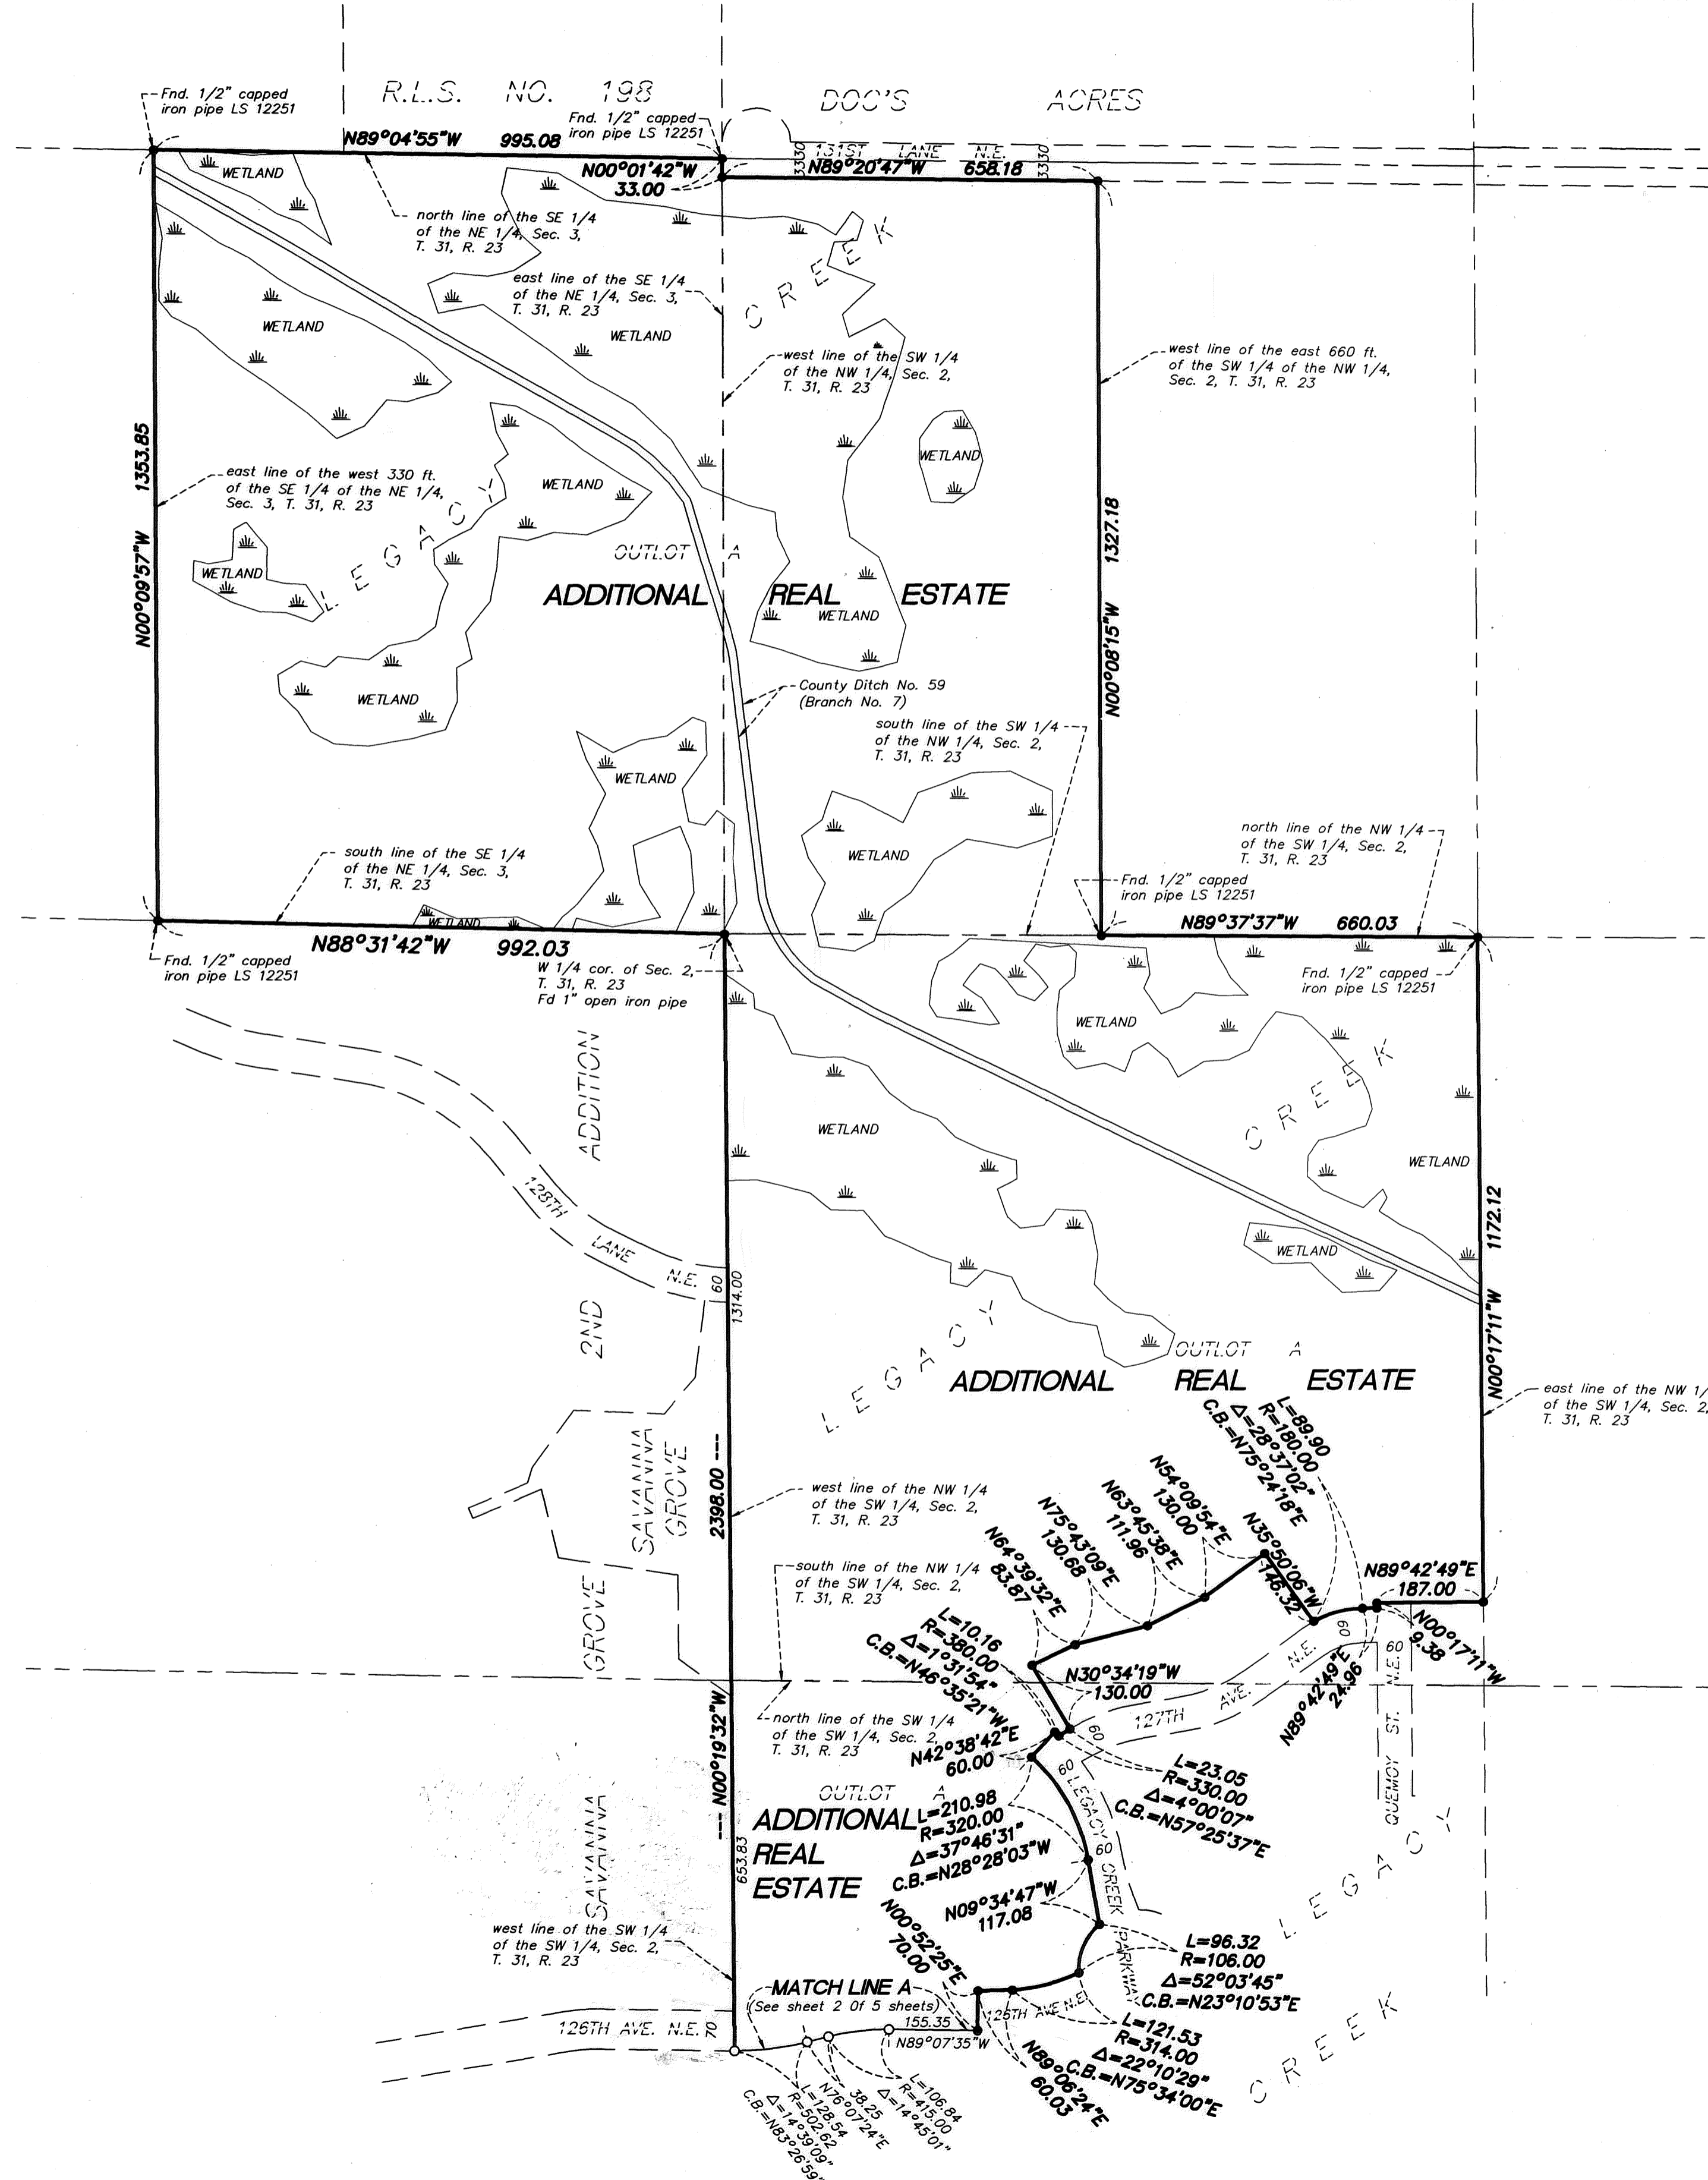 R.L.S. NO. 198
DOC'S ACRES
Fnd. 1/2" capped
iron pipe LS 12251
Fnd. 1/2" capped
iron pipe LS 12251
N89°04'55"W 995.08
N00°01'42"W
33.00
3330
131ST LANE N.E.
3330
N89°20'47"W 658.18
WETLAND
north line of the SE 1/4
of the NE 1/4, Sec. 3,
T. 31, R. 23
CREEK
east line of the SE 1/4
of the NE 1/4, Sec. 3,
T. 31, R. 23
WETLAND
WETLAND
west line of the SW 1/4
of the NW 1/4, Sec. 2,
T. 31, R. 23
west line of the east 660 ft.
of the SW 1/4 of the NW 1/4,
Sec. 2, T. 31, R. 23
N00°09'57"W 1353.85
east line of the west 330 ft.
of the SE 1/4 of the NE 1/4,
Sec. 3, T. 31, R. 23
WETLAND
WETLAND
N00°08'15"W 1327.18
LEGACY
WETLAND
OUTLOT A
ADDITIONAL REAL ESTATE
WETLAND
WETLAND
County Ditch No. 59
(Branch No. 7)
south line of the SW 1/4
of the NW 1/4, Sec. 2,
T. 31, R. 23
WETLAND
WETLAND
north line of the NW 1/4
of the SW 1/4, Sec. 2,
T. 31, R. 23
south line of the SE 1/4
of the NE 1/4, Sec. 3,
T. 31, R. 23
WETLAND
Fnd. 1/2" capped
iron pipe LS 12251
N89°37'37"W 660.03
N88°31'42"W 992.03
Fnd. 1/2" capped
iron pipe LS 12251
W 1/4 cor. of Sec. 2,
T. 31, R. 23
Fd 1" open iron pipe
Fnd. 1/2" capped
iron pipe LS 12251
WETLAND
CREEK
WETLAND
WETLAND
WETLAND
128TH LANE N.E.
60
1314.00
SAVANNA GROVE 2ND ADDITION
N00°17'11"W 1172.12
LEGACY
OUTLOT A
ADDITIONAL REAL ESTATE
east line of the NW 1/
of the SW 1/4, Sec. 2,
T. 31, R. 23
SAVANNA
GROVE
--- N00°19'32"W 2398.00 ---
west line of the NW 1/4
of the SW 1/4, Sec. 2,
T. 31, R. 23
L=89.90
R=180.00
Δ=28°37'02"
C.B.=N75°24'18"E
N54°09'54"E
130.00
N63°45'38"E
111.96
N75°43'09"E
130.68
N64°39'32"E
83.87
N35°50'06"W
146.32
N89°42'49"E
187.00
N00°17'11"W
9.38
N89°42'49"E
24.96
south line of the NW 1/4
of the SW 1/4, Sec. 2,
T. 31, R. 23
L=10.16
R=380.00
Δ=1°31'54"
C.B.=N46°35'21"W
N30°34'19"W
130.00
60
60
127TH AVE. N.E.
QUEMOY ST. N.E.
north line of the SW 1/4
of the SW 1/4, Sec. 2,
T. 31, R. 23
N42°38'42"E
60.00
60
60
L=23.05
R=330.00
Δ=4°00'07"
C.B.=N57°25'37"E
OUTLOT A
ADDITIONAL
REAL
ESTATE
L=210.98
R=320.00
Δ=37°46'31"
C.B.=N28°28'03"W
60
LEGACY CREEK PARKWAY
653.83
N09°34'47"W
117.08
LEGACY
CREEK
west line of the SW 1/4
of the SW 1/4, Sec. 2,
T. 31, R. 23
N00°52'25"E
70.00
L=96.32
R=106.00
Δ=52°03'45"
C.B.=N23°10'53"E
MATCH LINE A
(See sheet 2 Of 5 sheets)
126TH AVE. N.E.
70
155.35
N89°07'35"W
126TH AVE N.E.
L=121.53
R=314.00
Δ=22°10'29"
C.B.=N75°34'00"E
N89°06'24"E
60.03
L=106.84
R=415.00
Δ=14°45'01"
38.25
N76°07'24"E
L=128.54
R=502.62
Δ=14°39'09"
C.B.=N83°26'59"